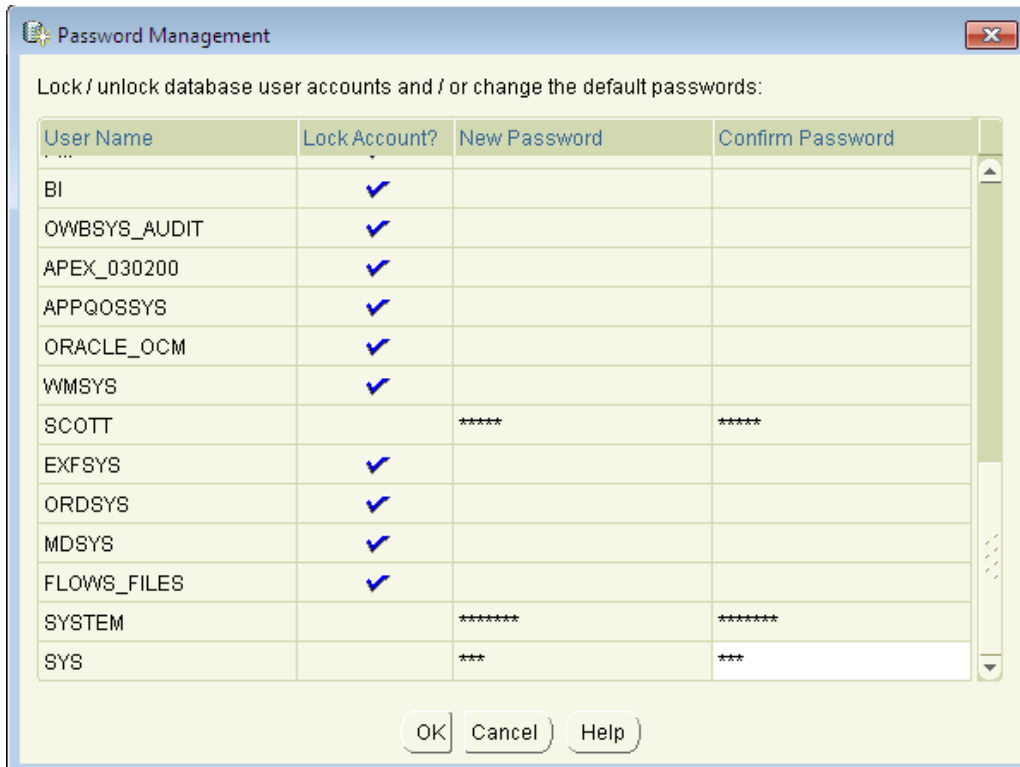 Password Management
Lock / unlock database user accounts and / or change the default passwords:
User Name Lock Account? New Password Confirm Password
BI
OWBSYS_AUDIT
APEX_030200
APPQOSSYS
ORACLE_OCM
WMSYS
SCOTT ***** *****
EXFSYS
ORDSYS
MDSYS
FLOWS_FILES
SYSTEM ******* *******
SYS *** ***
OK Cancel Help